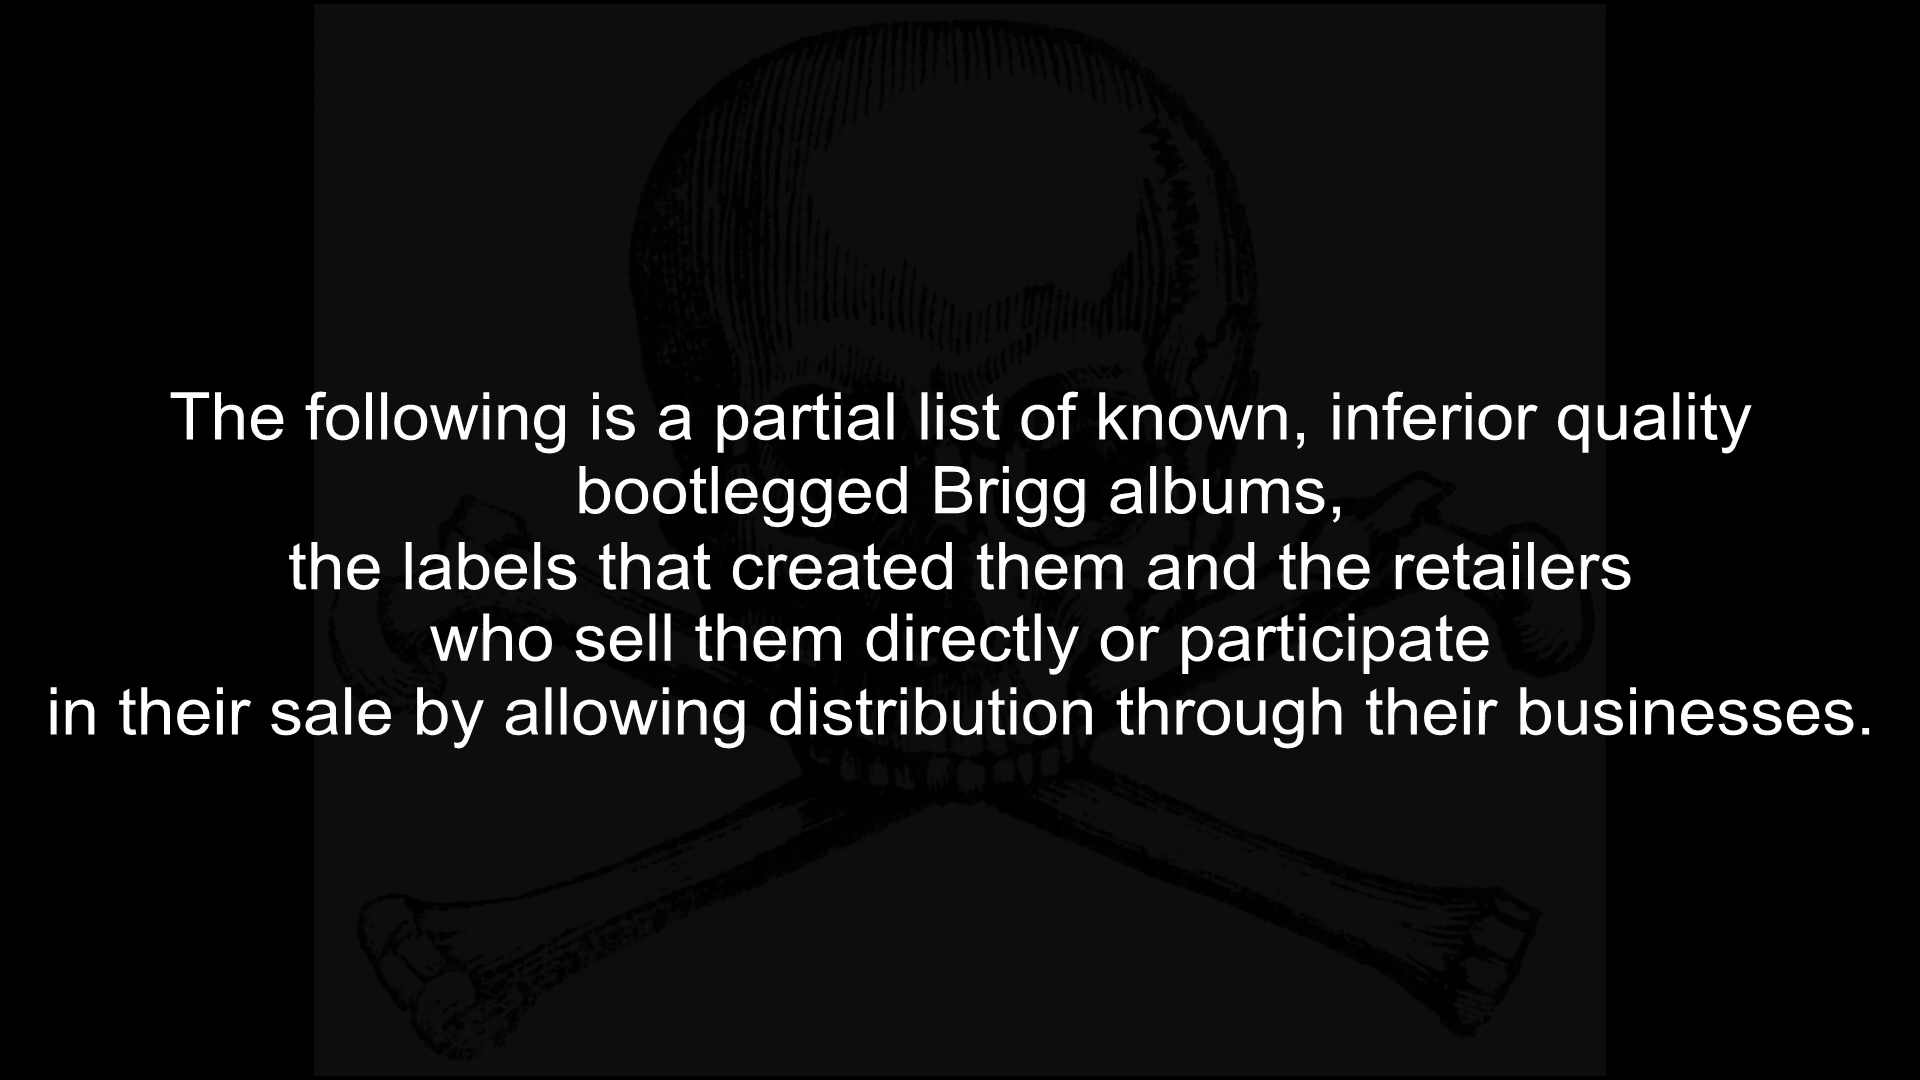 The following is a partial list of known, inferior quality
bootlegged Brigg albums,
the labels that created them and the retailers
who sell them directly or participate
in their sale by allowing distribution through their businesses.